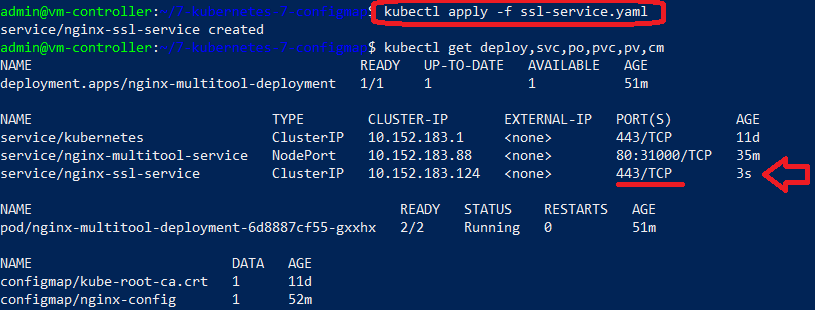 admin@vm-controller:~/7-kubernetes-7-configmap$ kubectl apply -f ssl-service.yaml
service/nginx-ssl-service created
admin@vm-controller:~/7-kubernetes-7-configmap$ kubectl get deploy,svc,po,pvc,pv,cm
NAME READY UP-TO-DATE AVAILABLE AGE
deployment.apps/nginx-multitool-deployment 1/1 1 1 51m
NAME TYPE CLUSTER-IP EXTERNAL-IP PORT(S) AGE
service/kubernetes ClusterIP 10.152.183.1 <none> 443/TCP 11d
service/nginx-multitool-service NodePort 10.152.183.88 <none> 80:31000/TCP 35m
service/nginx-ssl-service ClusterIP 10.152.183.124 <none> 443/TCP 3s
NAME READY STATUS RESTARTS AGE
pod/nginx-multitool-deployment-6d8887cf55-gxxhx 2/2 Running 0 51m
NAME DATA AGE
configmap/kube-root-ca.crt 1 11d
configmap/nginx-config 1 52m